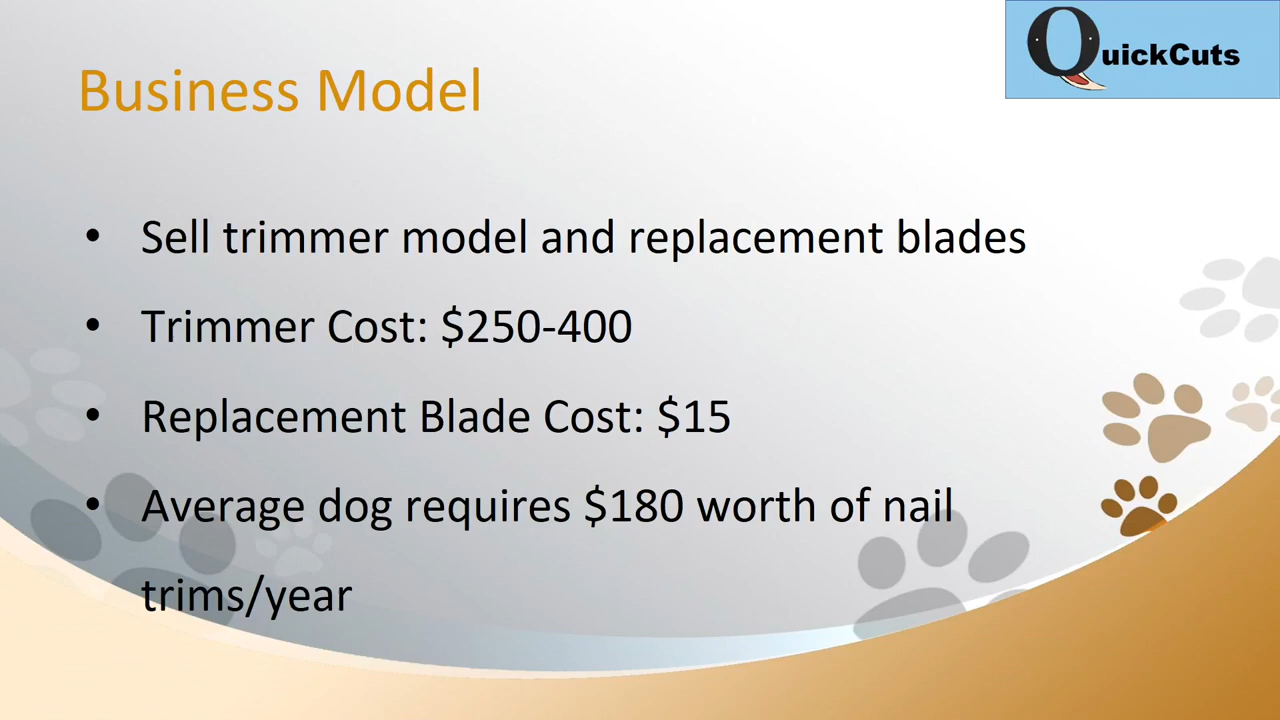 QuickCuts
Business Model
• Sell trimmer model and replacement blades
• Trimmer Cost: $250-400
• Replacement Blade Cost: $15
• Average dog requires $180 worth of nail
trims/year